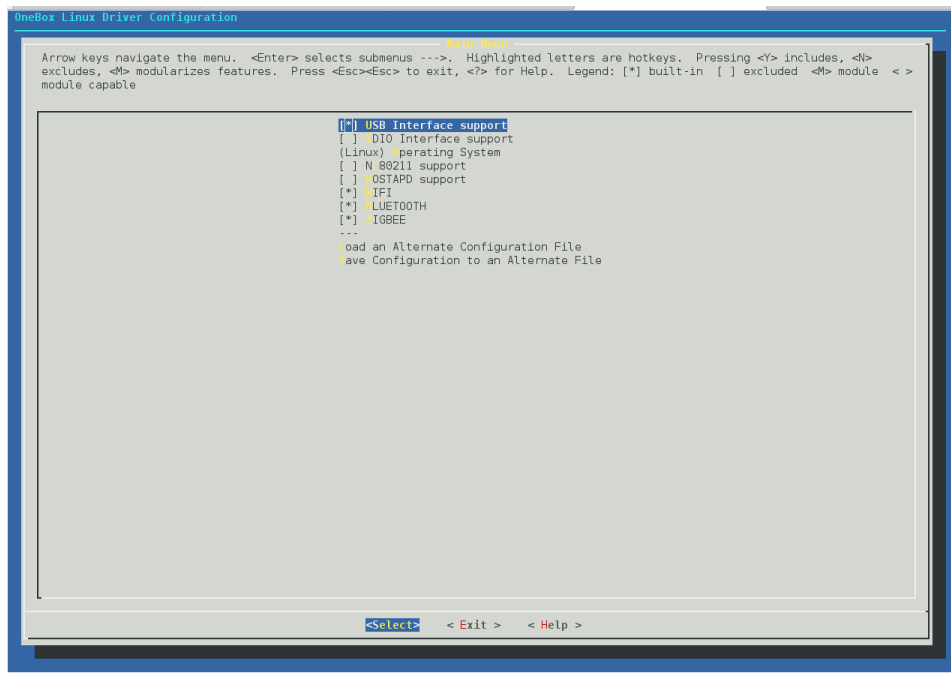 OneBox Linux Driver Configuration
Main Menu
Arrow keys navigate the menu.  <Enter> selects submenus --->.  Highlighted letters are hotkeys.  Pressing <Y> includes, <N>
excludes, <M> modularizes features.  Press <Esc><Esc> to exit, <?> for Help.  Legend: [*] built-in  [ ] excluded  <M> module  < >
module capable
[*] USB Interface support
[ ] SDIO Interface support
(Linux) Operating System
[ ] NL80211 support
[ ] HOSTAPD support
[*] WIFI
[*] BLUETOOTH
[*] ZIGBEE
---
Load an Alternate Configuration File
Save Configuration to an Alternate File
<Select>    < Exit >    < Help >